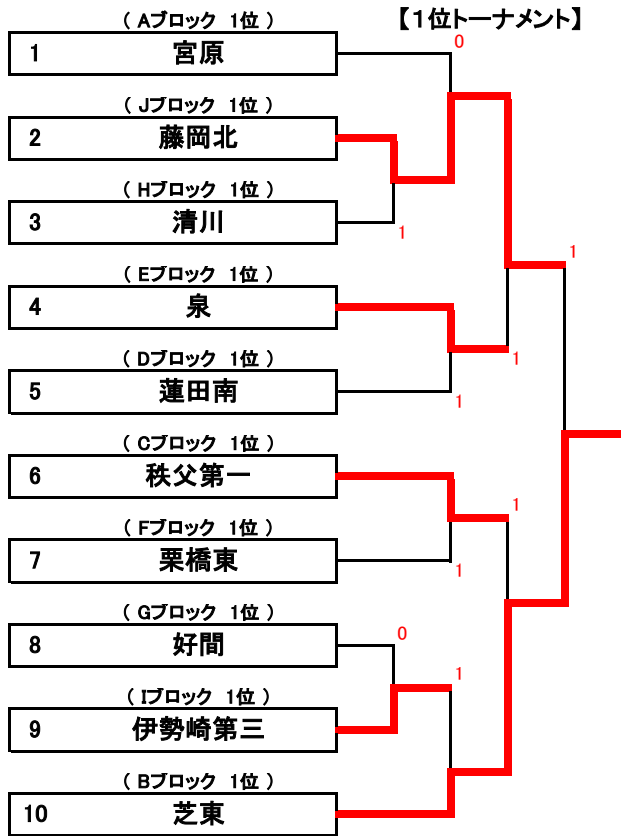 ( Aブロック 1位 )
【1位トーナメント】
1 宮原
0
( Jブロック 1位 )
2 藤岡北
( Hブロック 1位 )
3 清川
1
1
( Eブロック 1位 )
4 泉
( Dブロック 1位 )
1
5 蓮田南
1
( Cブロック 1位 )
6 秩父第一
1
( Fブロック 1位 )
7 栗橋東
1
( Gブロック 1位 )
8 好間
0
1
( Iブロック 1位 )
9 伊勢崎第三
( Bブロック 1位 )
10 芝東